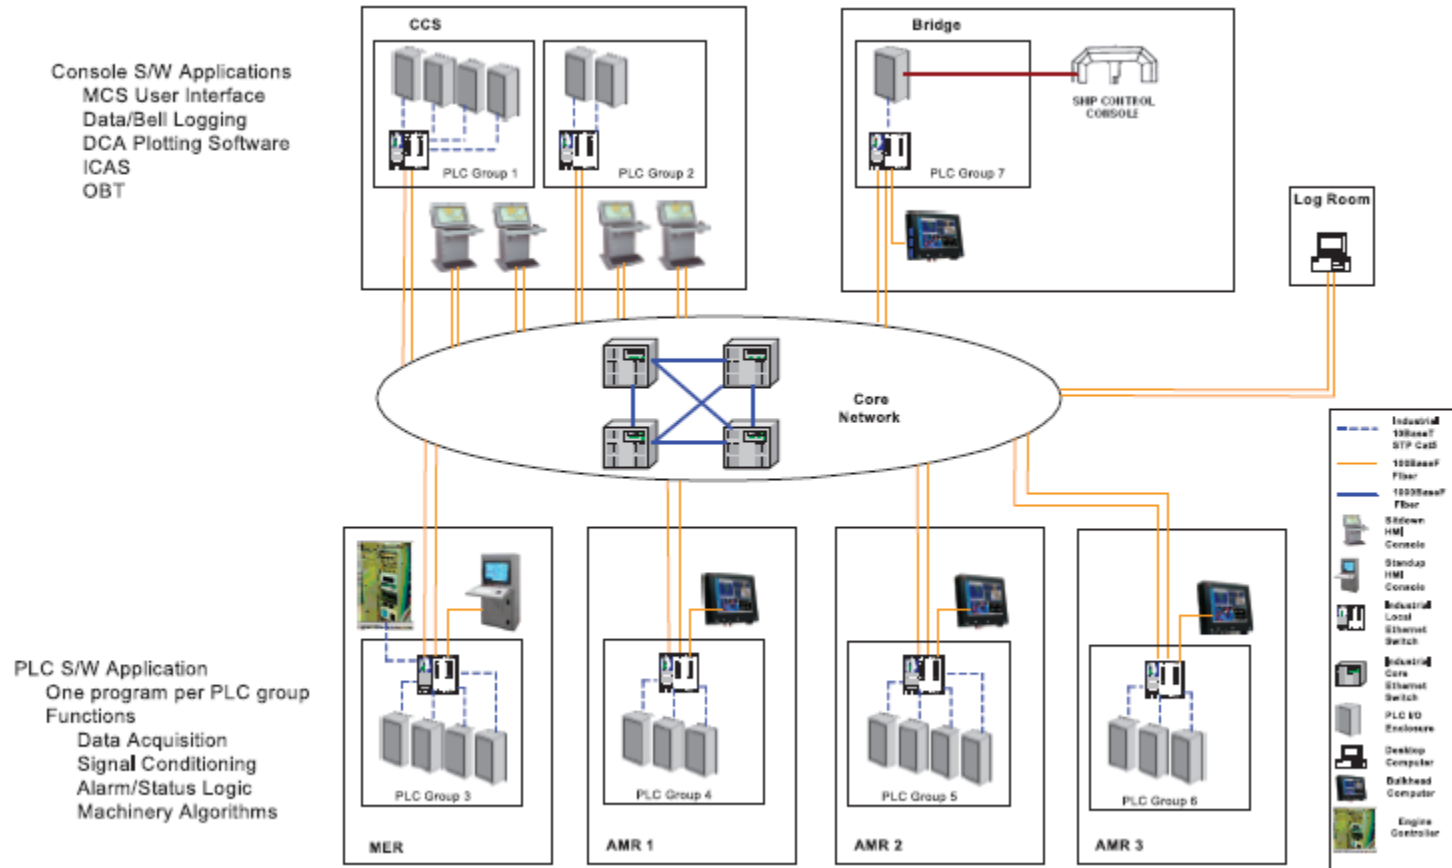 CCS
Bridge
Console S/W Applications
MCS User Interface
Data/Bell Logging
DCA Plotting Software
ICAS
OBT
SHIP CONTROL
CONSOLE
PLC Group 1
PLC Group 2
PLC Group 7
Log Room
Core
Network
Industrial
10BaseT
STP Cat5
100BaseF
Fiber
1000BaseF
Fiber
Sitdown
HMI
Console
Standup
HMI
Console
Industrial
Local
Ethernet
Switch
Industrial
Core
Ethernet
Switch
PLC I/O
Enclosure
Desktop
Computer
Bulkhead
Computer
Engine
Controller
PLC S/W Application
One program per PLC group
Functions
Data Acquisition
Signal Conditioning
Alarm/Status Logic
Machinery Algorithms
PLC Group 3
PLC Group 4
PLC Group 5
PLC Group 6
MER
AMR 1
AMR 2
AMR 3